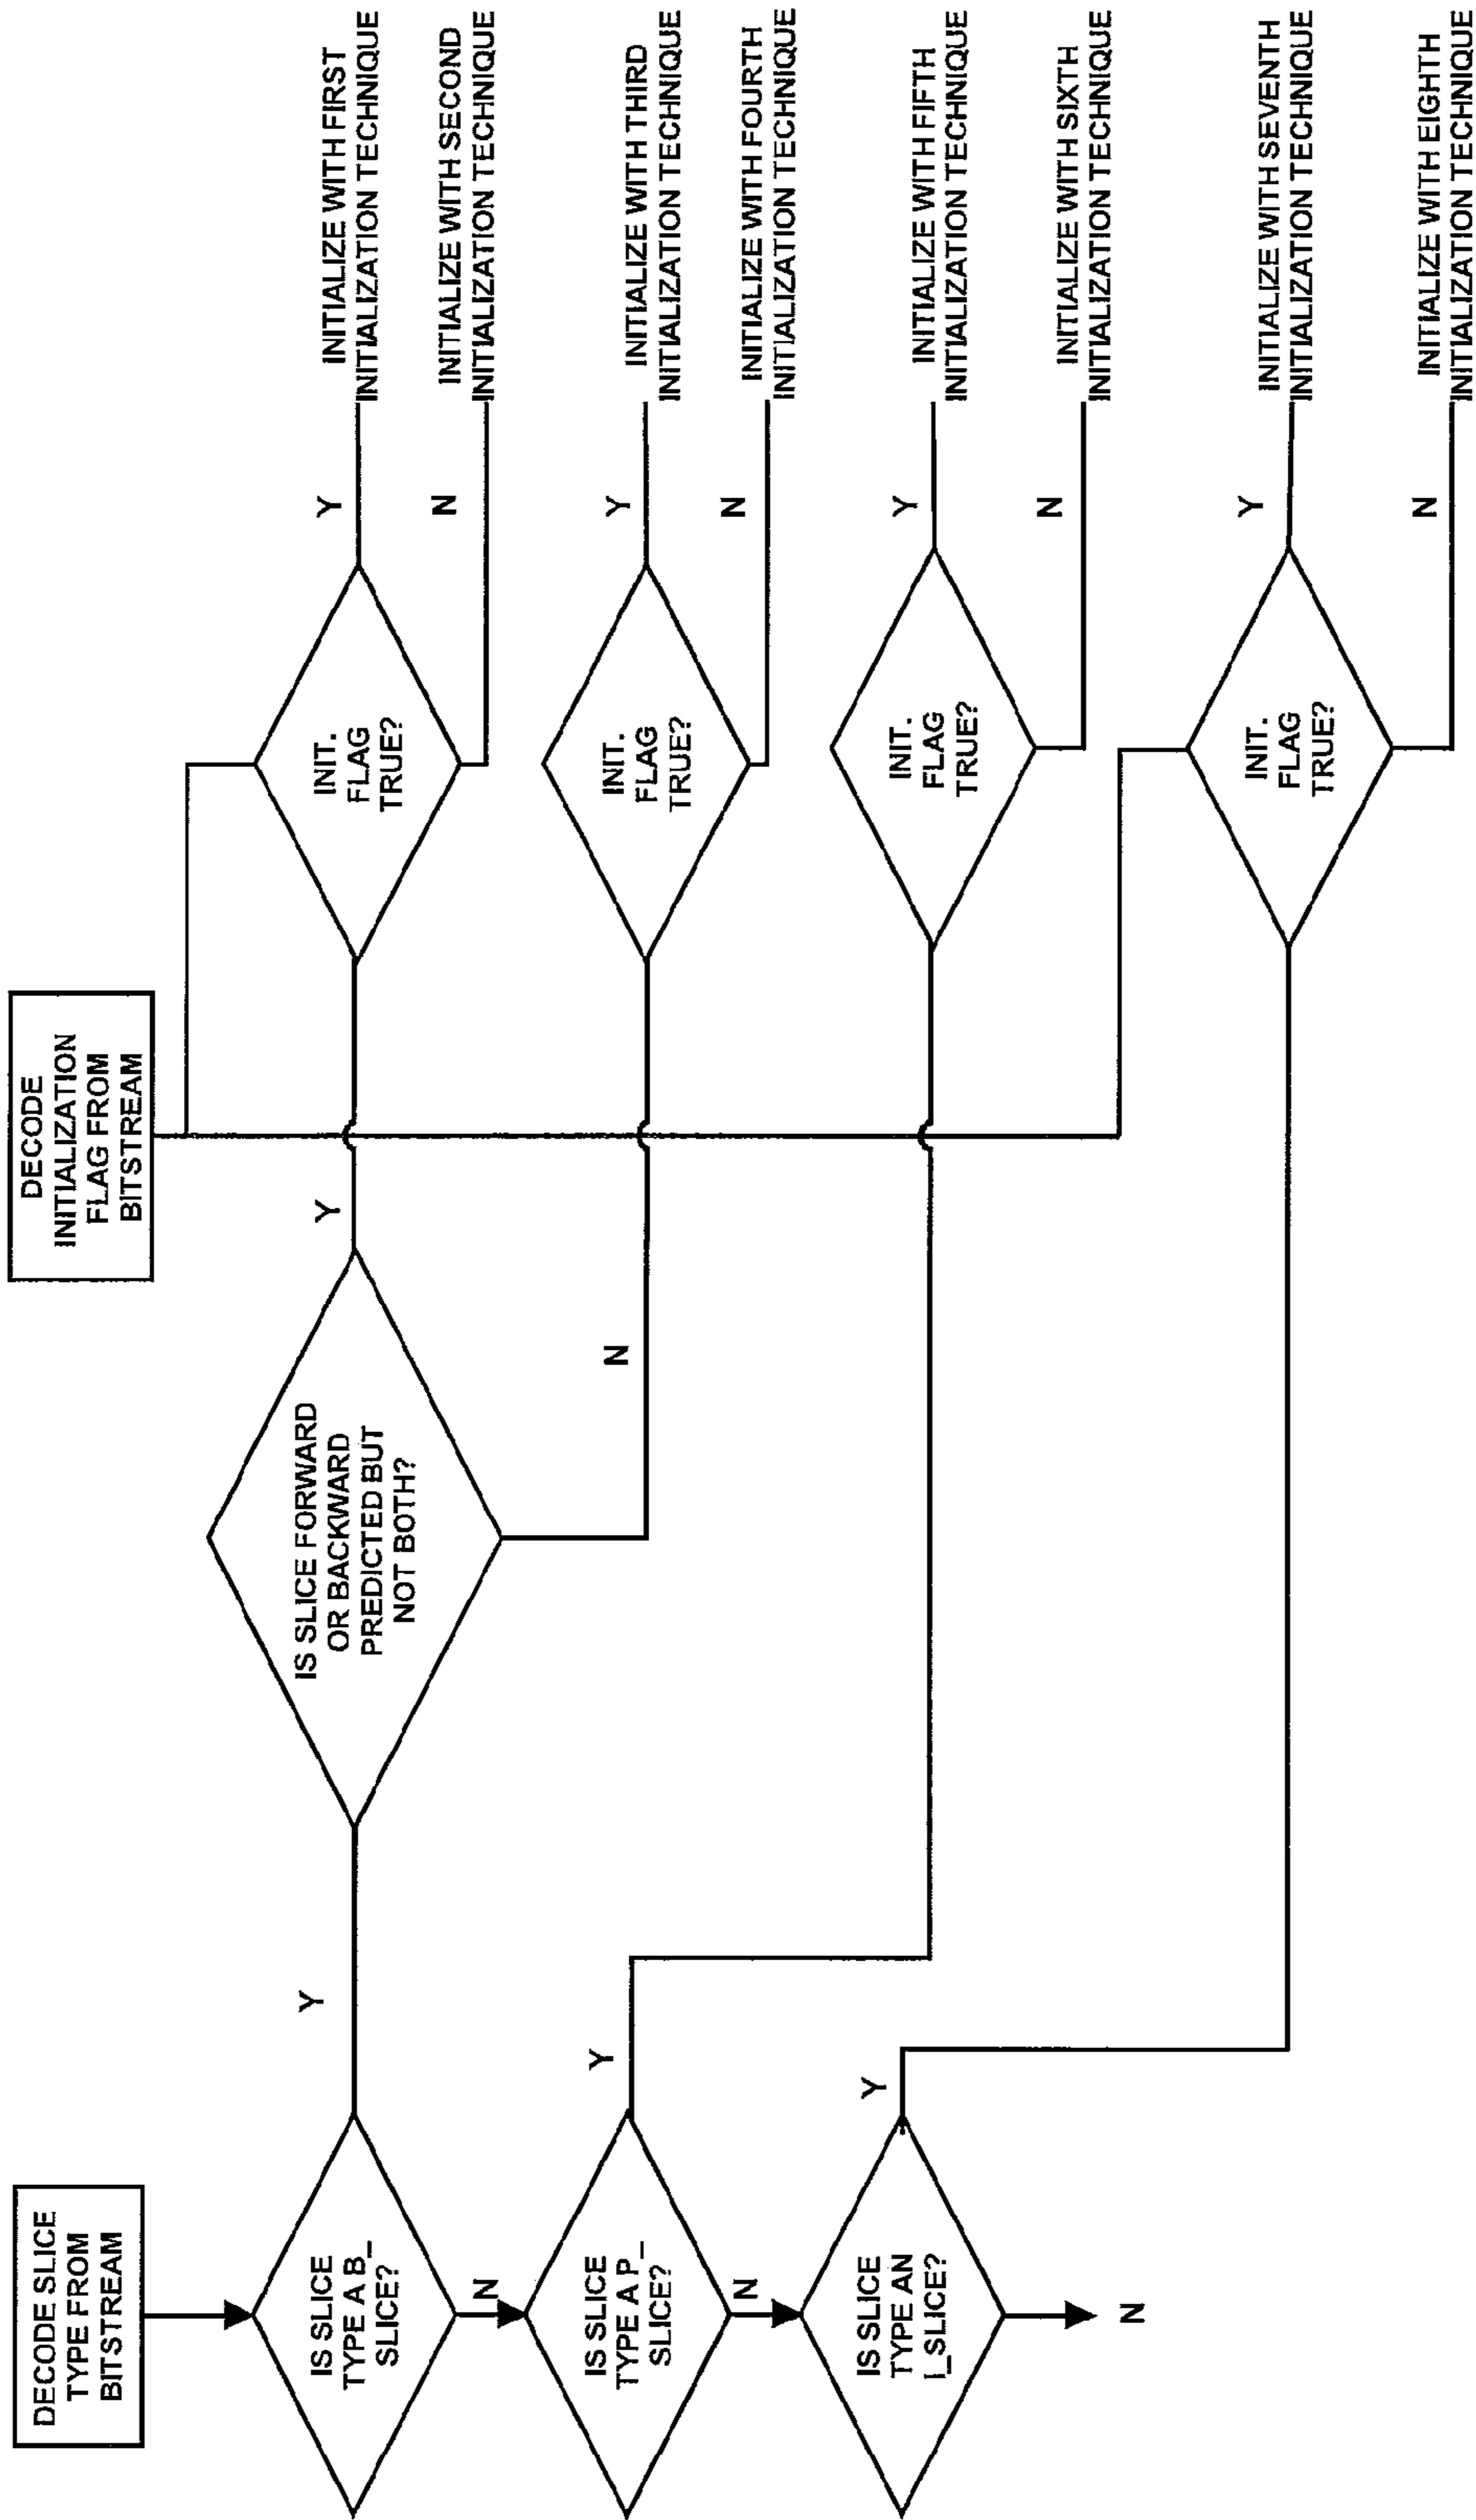 DECODE SLICE
TYPE FROM
BITSTREAM
DECODE
INITIALIZATION
FLAG FROM
BITSTREAM
IS SLICE
TYPE A B_
SLICE?
Y
N
IS SLICE FORWARD
OR BACKWARD
PREDICTED BUT
NOT BOTH?
Y
N
INIT.
FLAG
TRUE?
Y
INITIALIZE WITH FIRST
INITIALIZATION TECHNIQUE
N
INITIALIZE WITH SECOND
INITIALIZATION TECHNIQUE
INIT.
FLAG
TRUE?
Y
INITIALIZE WITH THIRD
INITIALIZATION TECHNIQUE
N
INITIALIZE WITH FOURTH
INITIALIZATION TECHNIQUE
IS SLICE
TYPE A P_
SLICE?
Y
N
INIT.
FLAG
TRUE?
Y
INITIALIZE WITH FIFTH
INITIALIZATION TECHNIQUE
N
INITIALIZE WITH SIXTH
INITIALIZATION TECHNIQUE
IS SLICE
TYPE AN
I_SLICE?
Y
N
INIT.
FLAG
TRUE?
Y
INITIALIZE WITH SEVENTH
INITIALIZATION TECHNIQUE
N
INITIALIZE WITH EIGHTH
INITIALIZATION TECHNIQUE